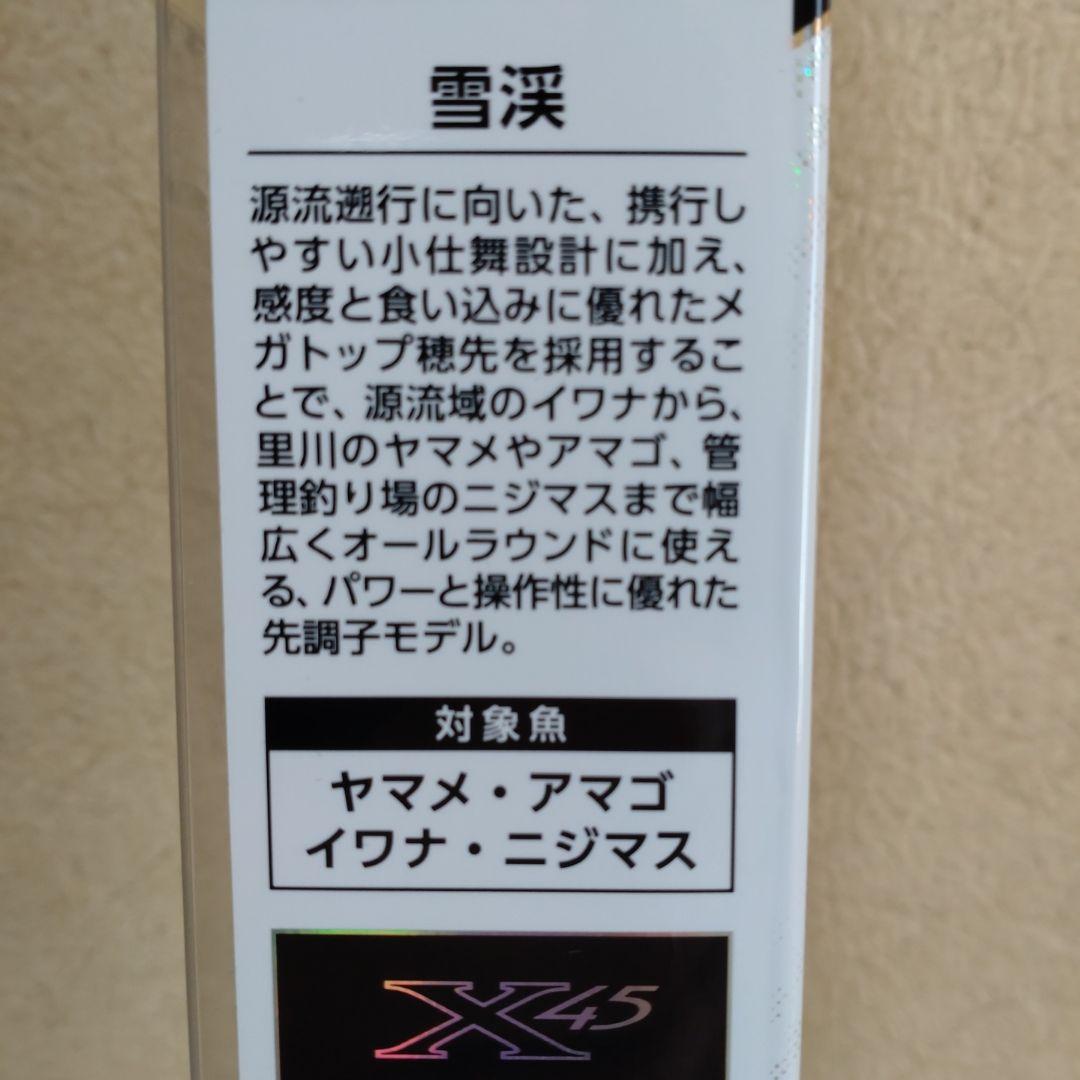 雪渓
源流遡行に向いた、携行し
やすい小仕舞設計に加え、
感度と食い込みに優れたメ
ガトップ穂先を採用するこ
とで、源流域のイワナから、
里川のヤマメやアマゴ、管
理釣り場のニジマスまで幅
広くオールラウンドに使え
る、パワーと操作性に優れた
先調子モデル。
対象魚
ヤマメ・アマゴ
イワナ・ニジマス
X45